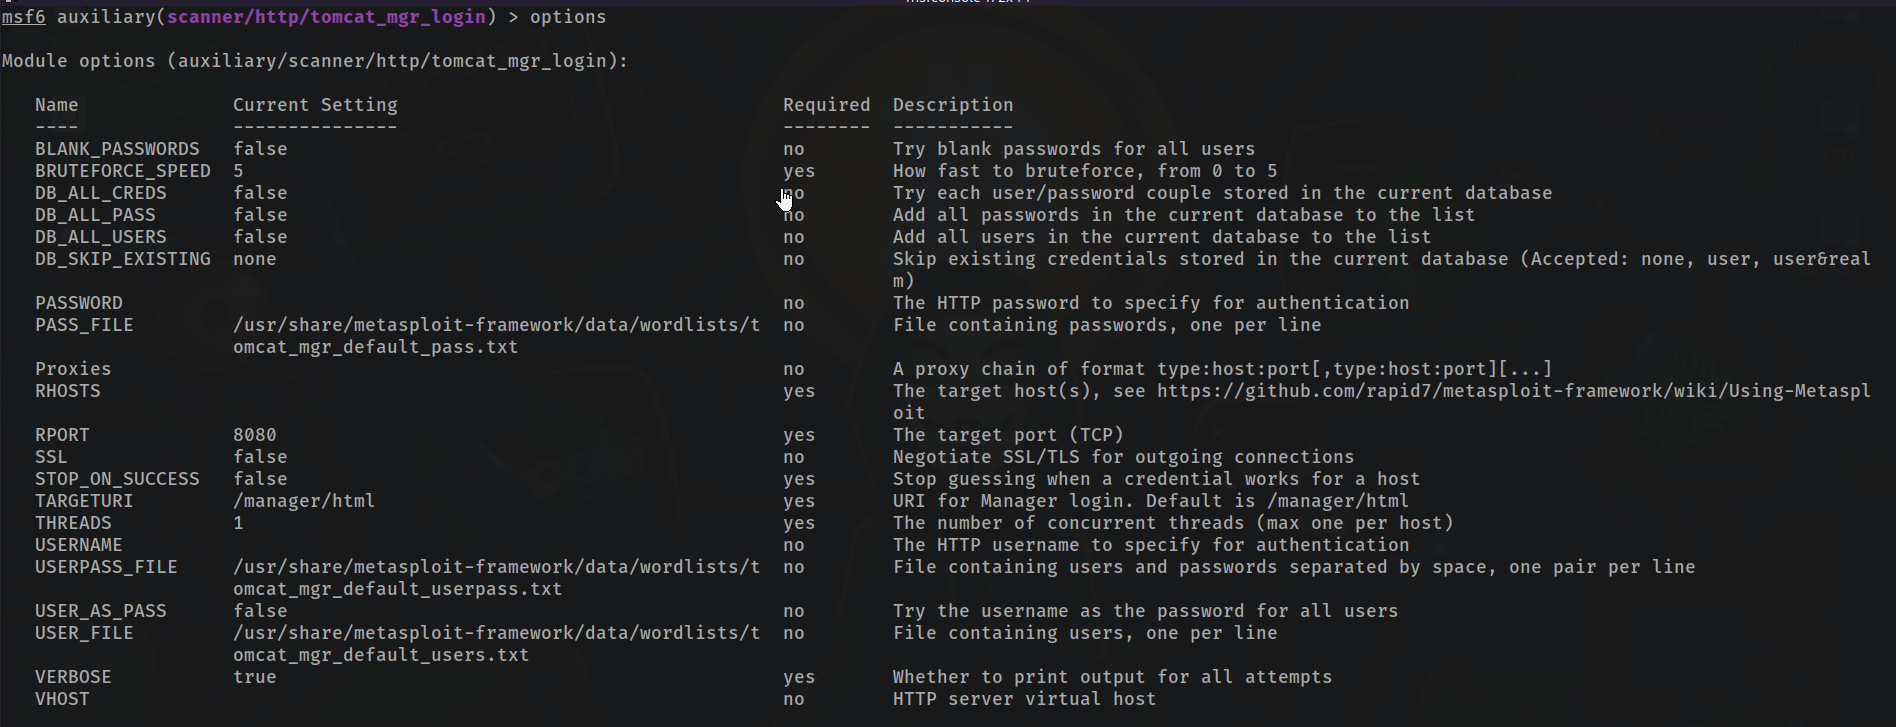 msf6 auxiliary(scanner/http/tomcat_mgr_login) > options
Module options (auxiliary/scanner/http/tomcat_mgr_login):
Name Current Setting Required Description
---- --------------- -------- -----------
BLANK_PASSWORDS false no Try blank passwords for all users
BRUTEFORCE_SPEED 5 yes How fast to bruteforce, from 0 to 5
DB_ALL_CREDS false no Try each user/password couple stored in the current database
DB_ALL_PASS false no Add all passwords in the current database to the list
DB_ALL_USERS false no Add all users in the current database to the list
DB_SKIP_EXISTING none no Skip existing credentials stored in the current database (Accepted: none, user, user&real
m)
PASSWORD no The HTTP password to specify for authentication
PASS_FILE /usr/share/metasploit-framework/data/wordlists/t no File containing passwords, one per line
omcat_mgr_default_pass.txt
Proxies no A proxy chain of format type:host:port[,type:host:port][...]
RHOSTS yes The target host(s), see https://github.com/rapid7/metasploit-framework/wiki/Using-Metaspl
oit
RPORT 8080 yes The target port (TCP)
SSL false no Negotiate SSL/TLS for outgoing connections
STOP_ON_SUCCESS false yes Stop guessing when a credential works for a host
TARGETURI /manager/html yes URI for Manager login. Default is /manager/html
THREADS 1 yes The number of concurrent threads (max one per host)
USERNAME no The HTTP username to specify for authentication
USERPASS_FILE /usr/share/metasploit-framework/data/wordlists/t no File containing users and passwords separated by space, one pair per line
omcat_mgr_default_userpass.txt
USER_AS_PASS false no Try the username as the password for all users
USER_FILE /usr/share/metasploit-framework/data/wordlists/t no File containing users, one per line
omcat_mgr_default_users.txt
VERBOSE true yes Whether to print output for all attempts
VHOST no HTTP server virtual host